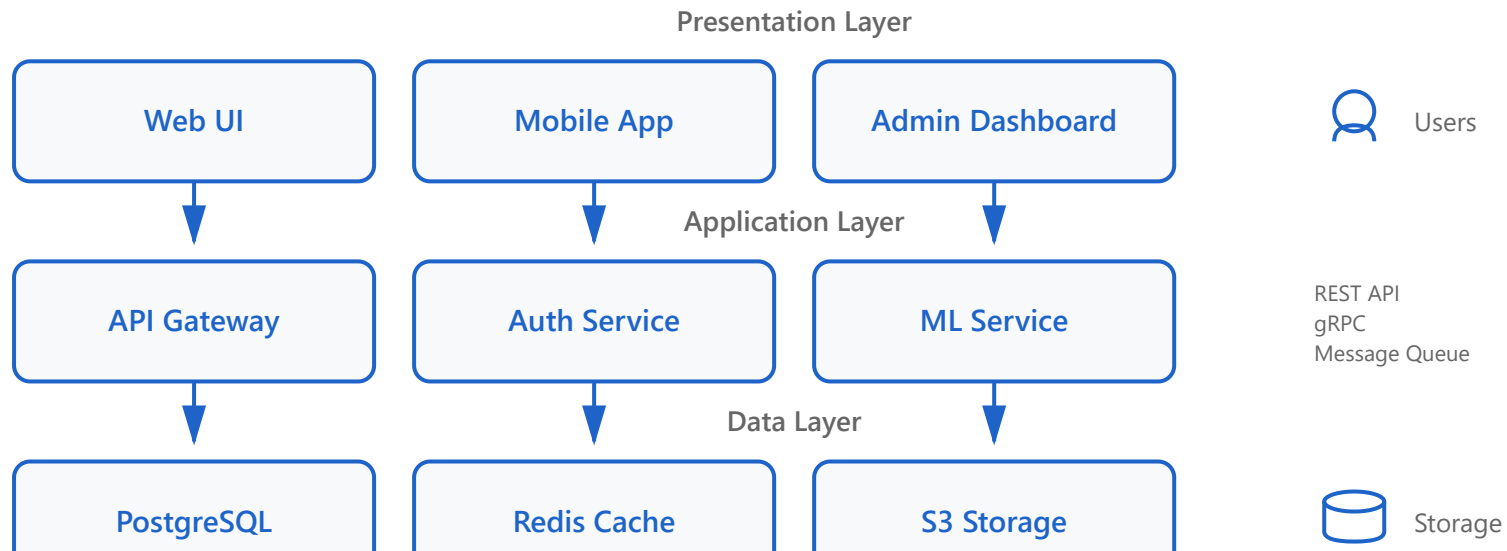 Presentation Layer
Web UI
Mobile App
Admin Dashboard
Users
Application Layer
API Gateway
Auth Service
ML Service
REST API
gRPC
Message Queue
Data Layer
PostgreSQL
Redis Cache
S3 Storage
Storage